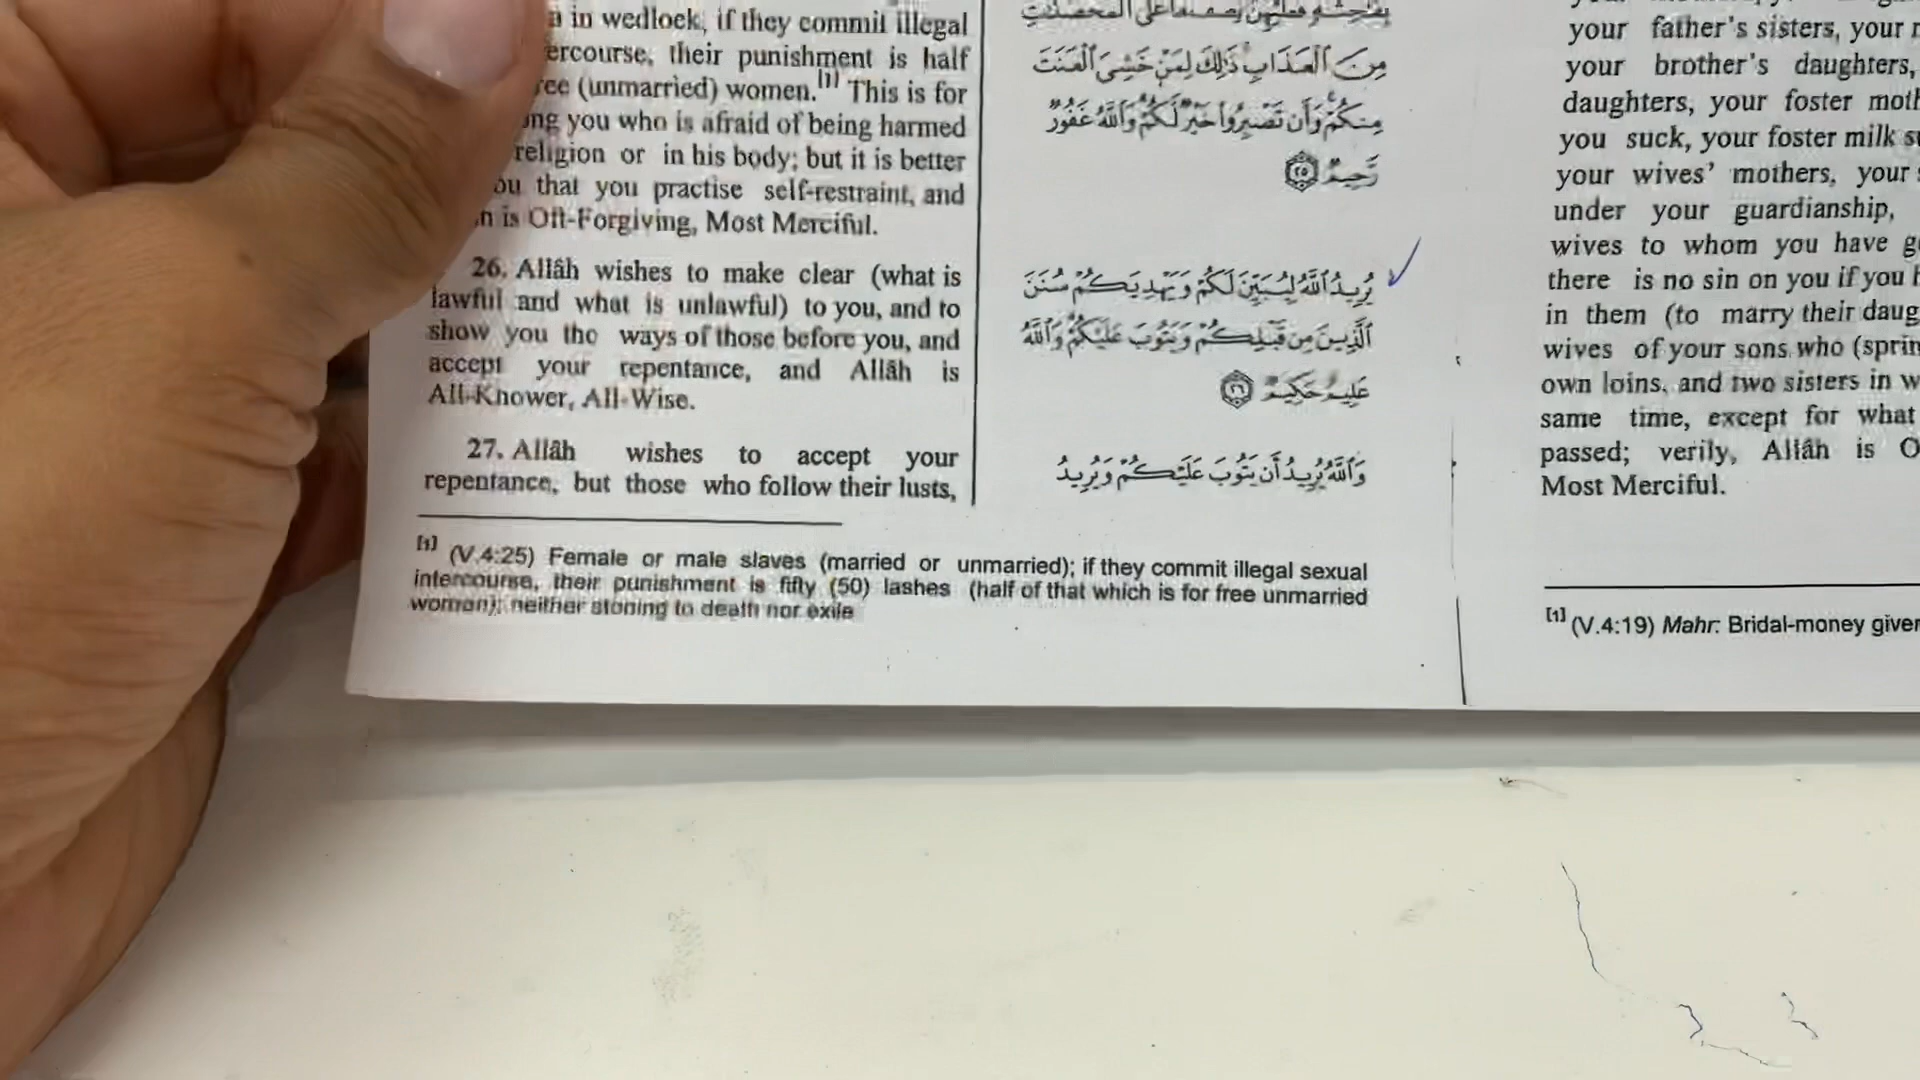 in wedlock, if they commit illegal
ercourse, their punishment is half
(unmarried) women.[1] This is for
ng you who is afraid of being harmed
religion or in his body; but it is better
ou that you practise self-restraint, and
is Oft-Forgiving, Most Merciful.
26. Allâh wishes to make clear (what is
lawful and what is unlawful) to you, and to
show you the ways of those before you, and
accept your repentance, and Allâh is
All-Knower, All-Wise.
27. Allâh wishes to accept your
repentance, but those who follow their lusts,
مِنَ ٱلْعَذَابِ ذَٰلِكَ لِمَنْ خَشِىَ ٱلْعَنَتَ
مِنكُمْ وَأَن تَصْبِرُوا۟ خَيْرٌ لَّكُمْ وَٱللَّهُ غَفُورٌ
رَّحِيمٌ ٢٥
يُرِيدُ ٱللَّهُ لِيُبَيِّنَ لَكُمْ وَيَهْدِيَكُمْ سُنَنَ
ٱلَّذِينَ مِن قَبْلِكُمْ وَيَتُوبَ عَلَيْكُمْ وَٱللَّهُ
عَلِيمٌ حَكِيمٌ ٢٦
وَٱللَّهُ يُرِيدُ أَن يَتُوبَ عَلَيْكُمْ وَيُرِيدُ
[1] (V.4:25) Female or male slaves (married or unmarried); if they commit illegal sexual
intercourse, their punishment is fifty (50) lashes (half of that which is for free unmarried
woman); neither stoning to death nor exile
your father's sisters, your
your brother's daughters,
daughters, your foster
you suck, your foster milk
your wives' mothers, your
under your guardianship,
wives to whom you have
there is no sin on you if you
in them (to marry their
wives of your sons who
own loins, and two sisters in
same time, except for what
passed; verily, Allâh is
Most Merciful.
[1] (V.4:19) Mahr: Bridal-money given